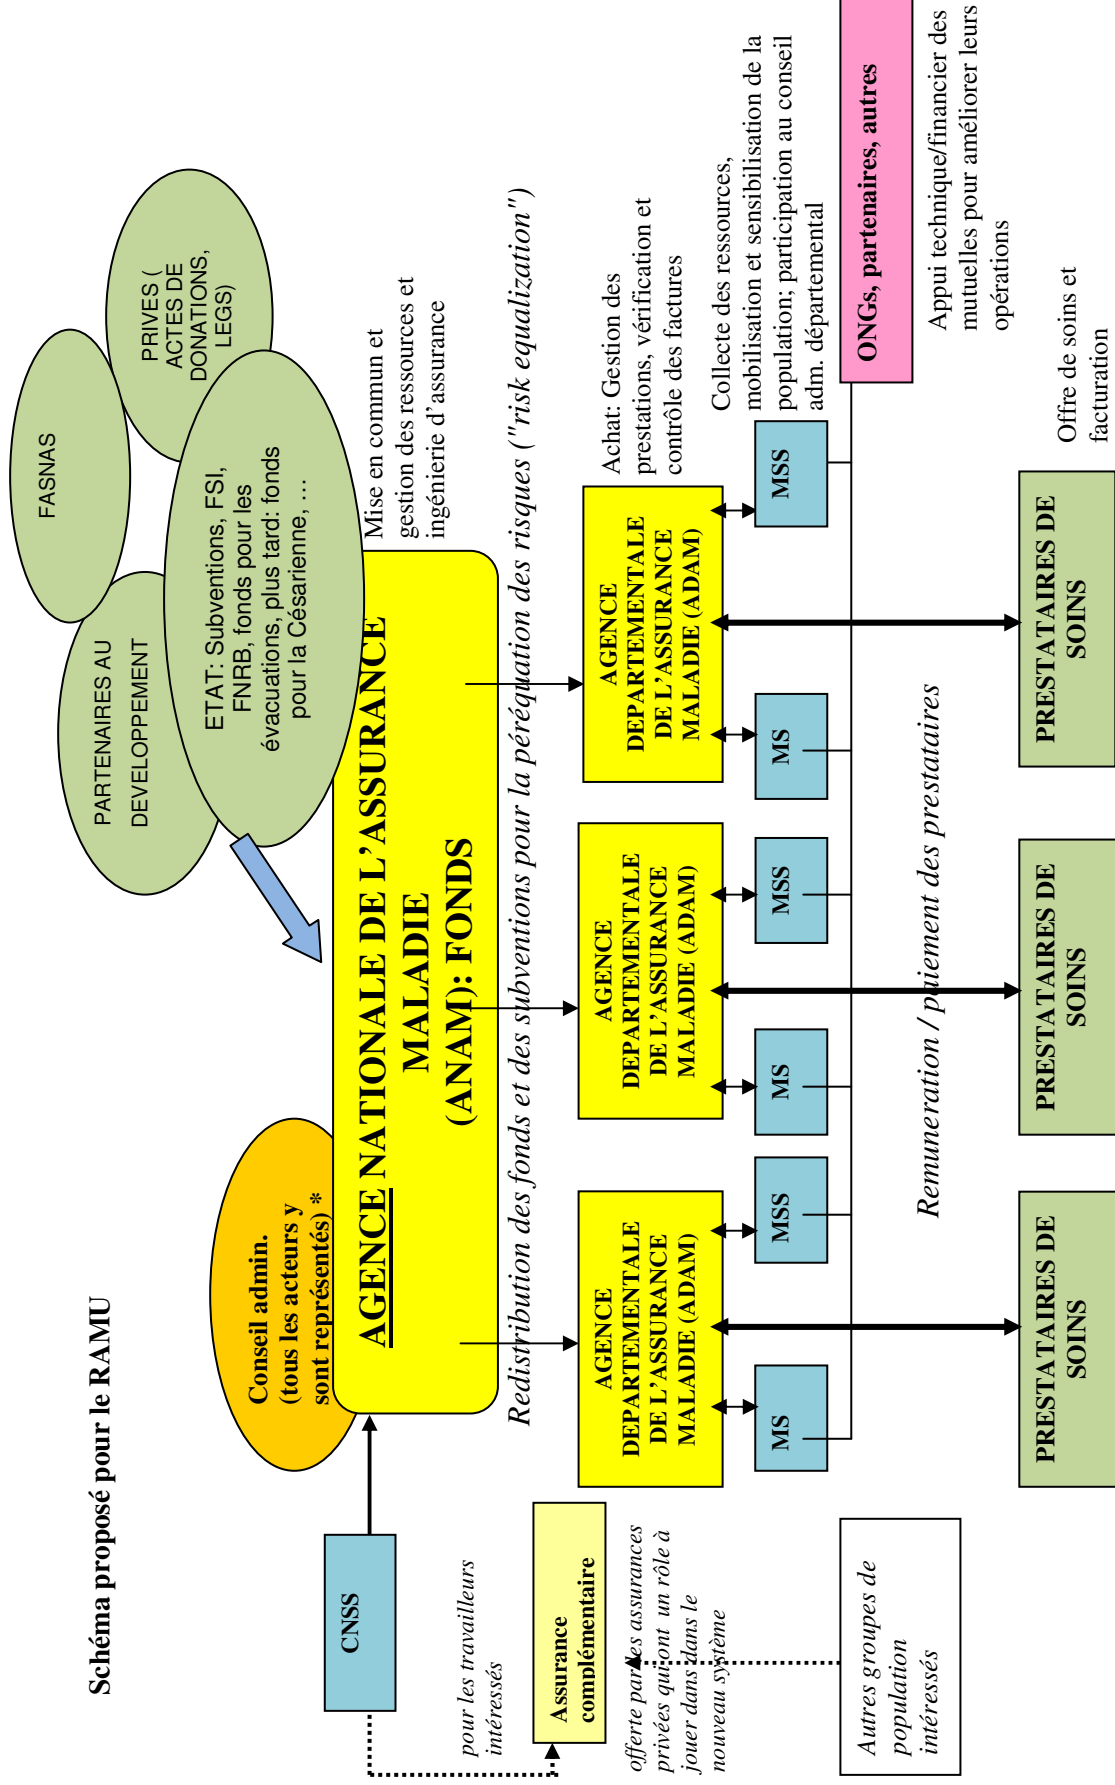 Schéma proposé pour le RAMU
PARTENAIRES AU
DEVELOPPEMENT
FASNAS
PRIVES (
ACTES DE
DONATIONS,
LEGS)
ETAT: Subventions, FSI,
FNRB, fonds pour les
évacuations, plus tard: fonds
pour la Césarienne, …
Conseil admin.
(tous les acteurs y
sont représentés) *
CNSS
AGENCE NATIONALE DE L'ASSURANCE
MALADIE
(ANAM): FONDS
Mise en commun et
gestion des ressources et
ingénierie d'assurance
pour les travailleurs
intéressés
Redistribution des fonds et des subventions pour la péréquation des risques ("risk equalization")
Assurance
complémentaire
offerte par les assurances
privées qui ont un rôle à
jouer dans dans le
nouveau système
Autres groupes de
population
intéressés
AGENCE
DEPARTEMENTALE
DE L'ASSURANCE
MALADIE (ADAM)
AGENCE
DEPARTEMENTALE
DE L'ASSURANCE
MALADIE (ADAM)
AGENCE
DEPARTEMENTALE
DE L'ASSURANCE
MALADIE (ADAM)
Achat: Gestion des
prestations, vérification et
contrôle des factures
MS
MSS
MS
MSS
MS
MSS
Collecte des ressources,
mobilisation et sensibilisation de la
population; participation au conseil
adm. départemental
ONGs, partenaires, autres
Appui technique/financier des
mutuelles pour améliorer leurs
opérations
Remuneration / paiement des prestataires
PRESTATAIRES DE
SOINS
PRESTATAIRES DE
SOINS
PRESTATAIRES DE
SOINS
Offre de soins et
facturation